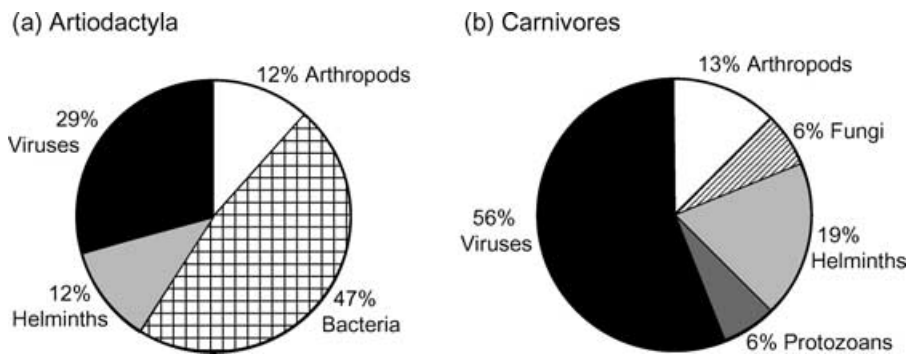 (a) Artiodactyla
12% Arthropods
29%
Viruses
12%
Helminths
47%
Bacteria
(b) Carnivores
13% Arthropods
6% Fungi
56%
Viruses
19%
Helminths
6% Protozoans